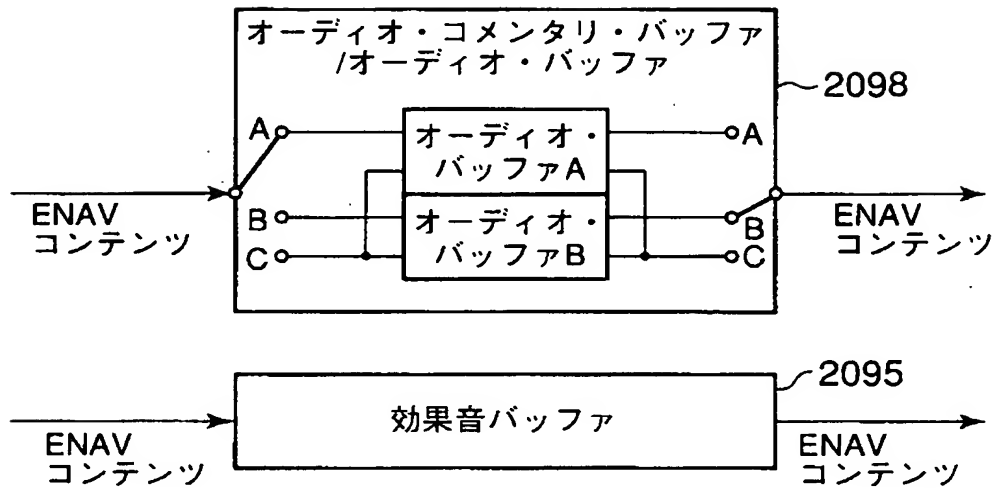 オーディオ・コメンタリ・バッファ
/オーディオ・バッファ
2098
A
オーディオ・
バッファA
A
ENAV
コンテンツ
B
オーディオ・
バッファB
B
ENAV
コンテンツ
C
C
2095
効果音バッファ
ENAV
コンテンツ
ENAV
コンテンツ